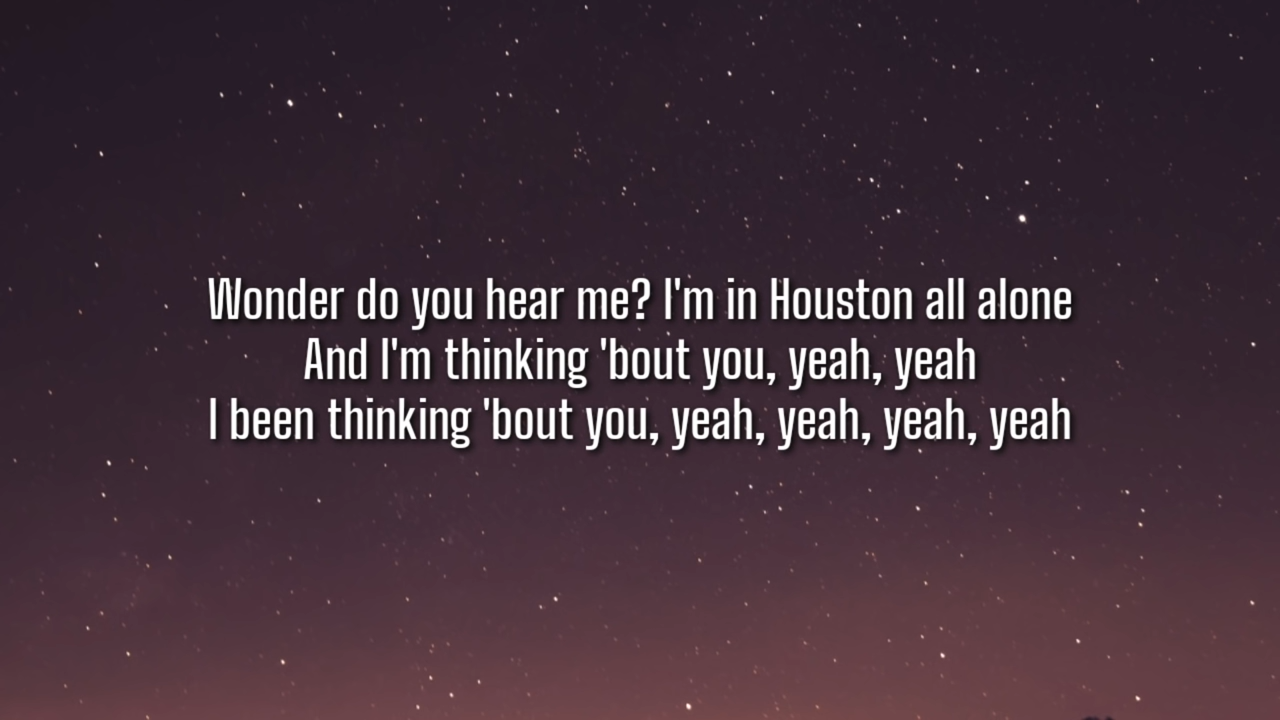 Wonder do you hear me? I'm in Houston all alone
And I'm thinking 'bout you, yeah, yeah
I been thinking 'bout you, yeah, yeah, yeah, yeah